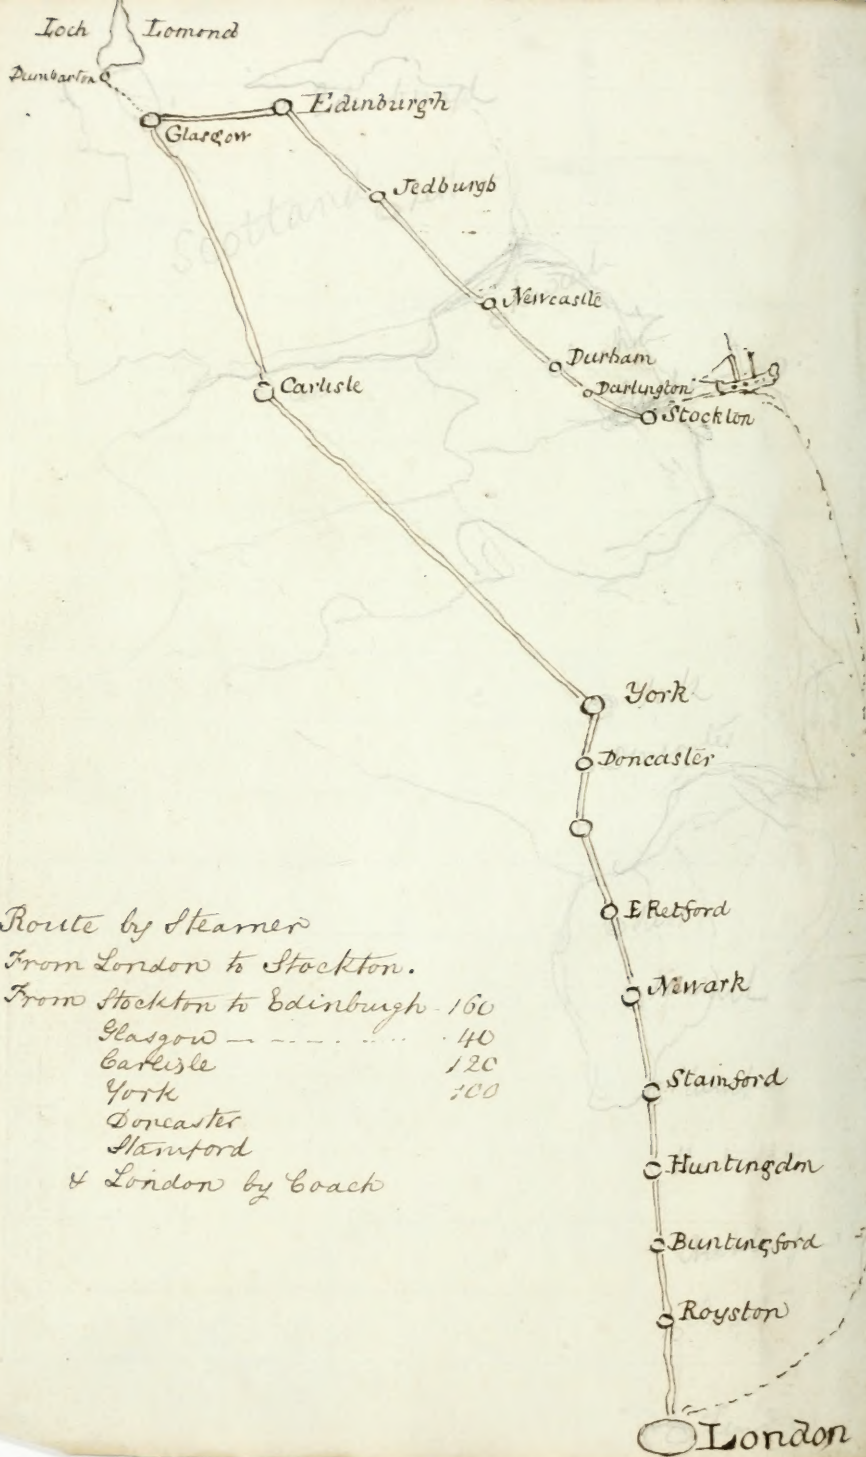 Loch Lomond
Dumbarton
Edinburgh
Glasgow
Jedburgh
Scotland
Newcastle
Durham
Darlington
Stockton
Carlisle
York
Doncaster
E Retford
Newark
Stamford
Huntingdon
Buntingford
Royston
London
Route by Steamer
From London to Stockton.
From Stockton to Edinburgh - 160
Glasgow - - - - 40
Carlisle 120
York 100
Doncaster
Stamford
& London by Coach